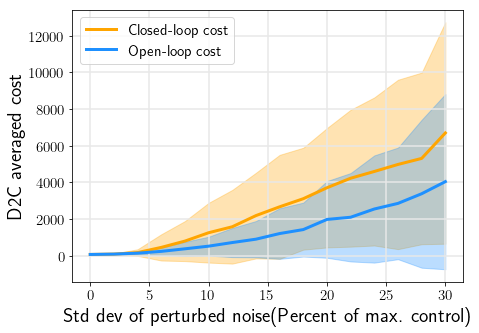 Closed-loop cost
Open-loop cost
D2C averaged cost
12000
10000
8000
6000
4000
2000
0
0 5 10 15 20 25 30
Std dev of perturbed noise(Percent of max. control)